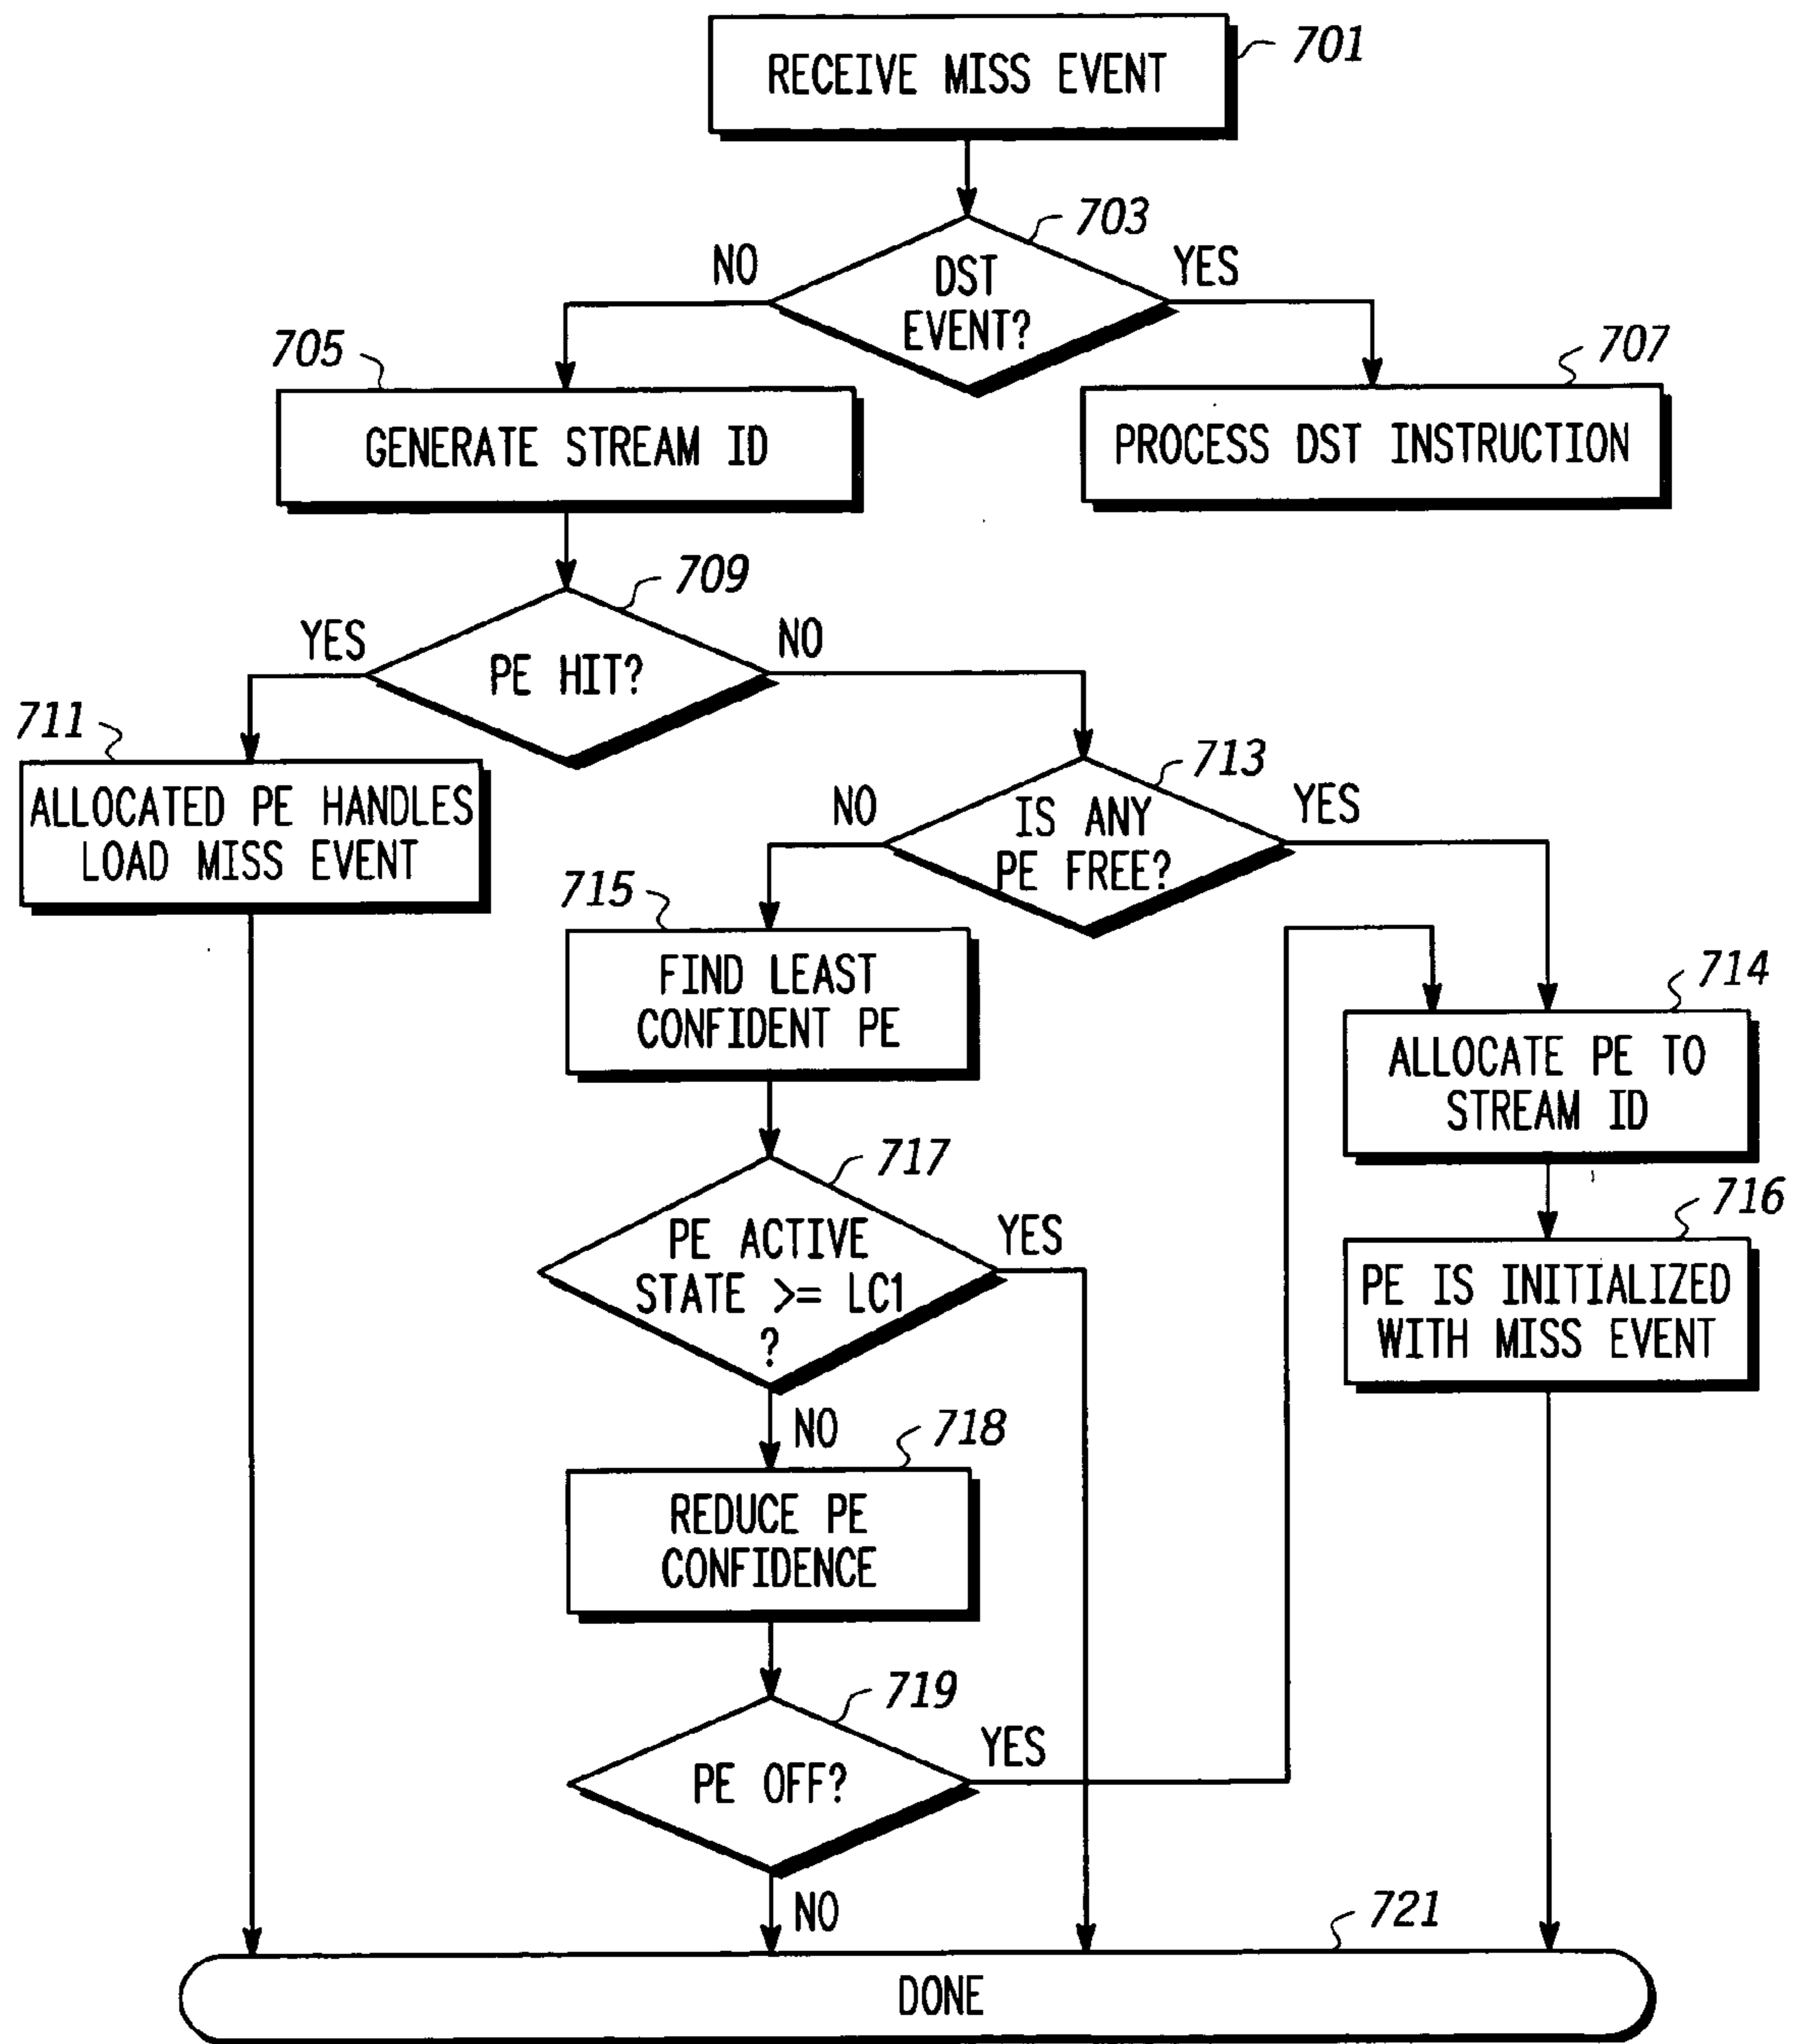 RECEIVE MISS EVENT
701
703
NO
DST
EVENT?
YES
705
GENERATE STREAM ID
707
PROCESS DST INSTRUCTION
709
YES
PE HIT?
NO
711
ALLOCATED PE HANDLES
LOAD MISS EVENT
713
NO
IS ANY
PE FREE?
YES
715
FIND LEAST
CONFIDENT PE
714
ALLOCATE PE TO
STREAM ID
717
PE ACTIVE
STATE >= LC1
?
YES
NO
716
PE IS INITIALIZED
WITH MISS EVENT
718
REDUCE PE
CONFIDENCE
719
PE OFF?
YES
NO
721
DONE